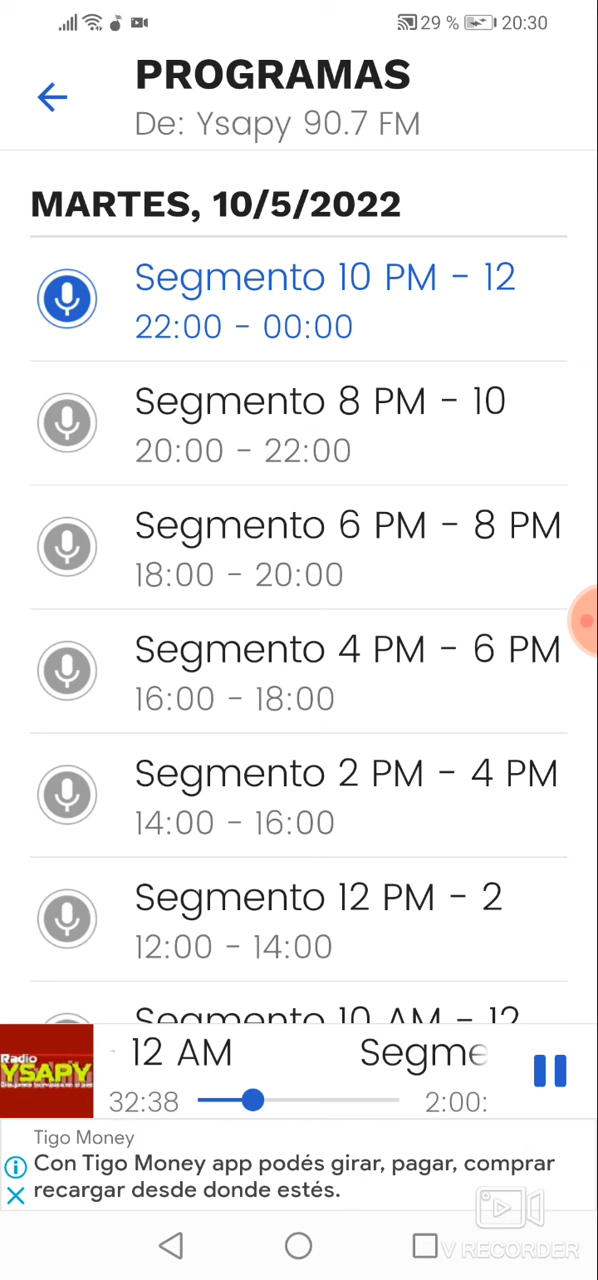 29 % 20:30
PROGRAMAS
De: Ysapy 90.7 FM
MARTES, 10/5/2022
Segmento 10 PM - 12
22:00 - 00:00
Segmento 8 PM - 10
20:00 - 22:00
Segmento 6 PM - 8 PM
18:00 - 20:00
Segmento 4 PM - 6 PM
16:00 - 18:00
Segmento 2 PM - 4 PM
14:00 - 16:00
Segmento 12 PM - 2
12:00 - 14:00
Segmento 10 AM - 12
Radio
YSAPY
- 12 AM Segme
32:38 2:00:
Tigo Money
Con Tigo Money app podés girar, pagar, comprar
recargar desde donde estés.
V RECORDER